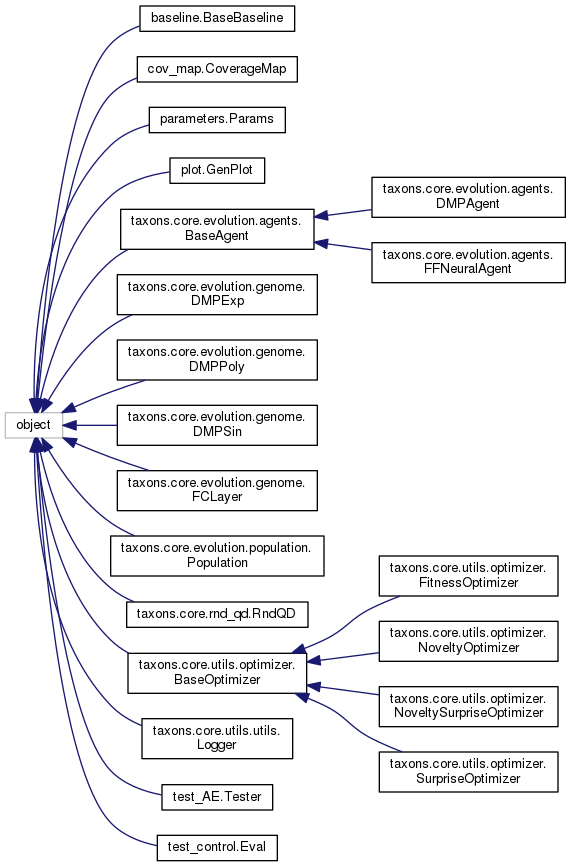 baseline.BaseBaseline
cov_map.CoverageMap
parameters.Params
plot.GenPlot
taxons.core.evolution.agents.
DMPAgent
taxons.core.evolution.agents.
BaseAgent
taxons.core.evolution.agents.
FFNeuralAgent
taxons.core.evolution.genome.
DMPExp
taxons.core.evolution.genome.
DMPPoly
object
taxons.core.evolution.genome.
DMPSin
taxons.core.evolution.genome.
FCLayer
taxons.core.evolution.population.
Population
taxons.core.utils.optimizer.
FitnessOptimizer
taxons.core.rnd_qd.RndQD
taxons.core.utils.optimizer.
NoveltyOptimizer
taxons.core.utils.optimizer.
BaseOptimizer
taxons.core.utils.optimizer.
NoveltySurpriseOptimizer
taxons.core.utils.utils.
Logger
taxons.core.utils.optimizer.
SurpriseOptimizer
test_AE.Tester
test_control.Eval